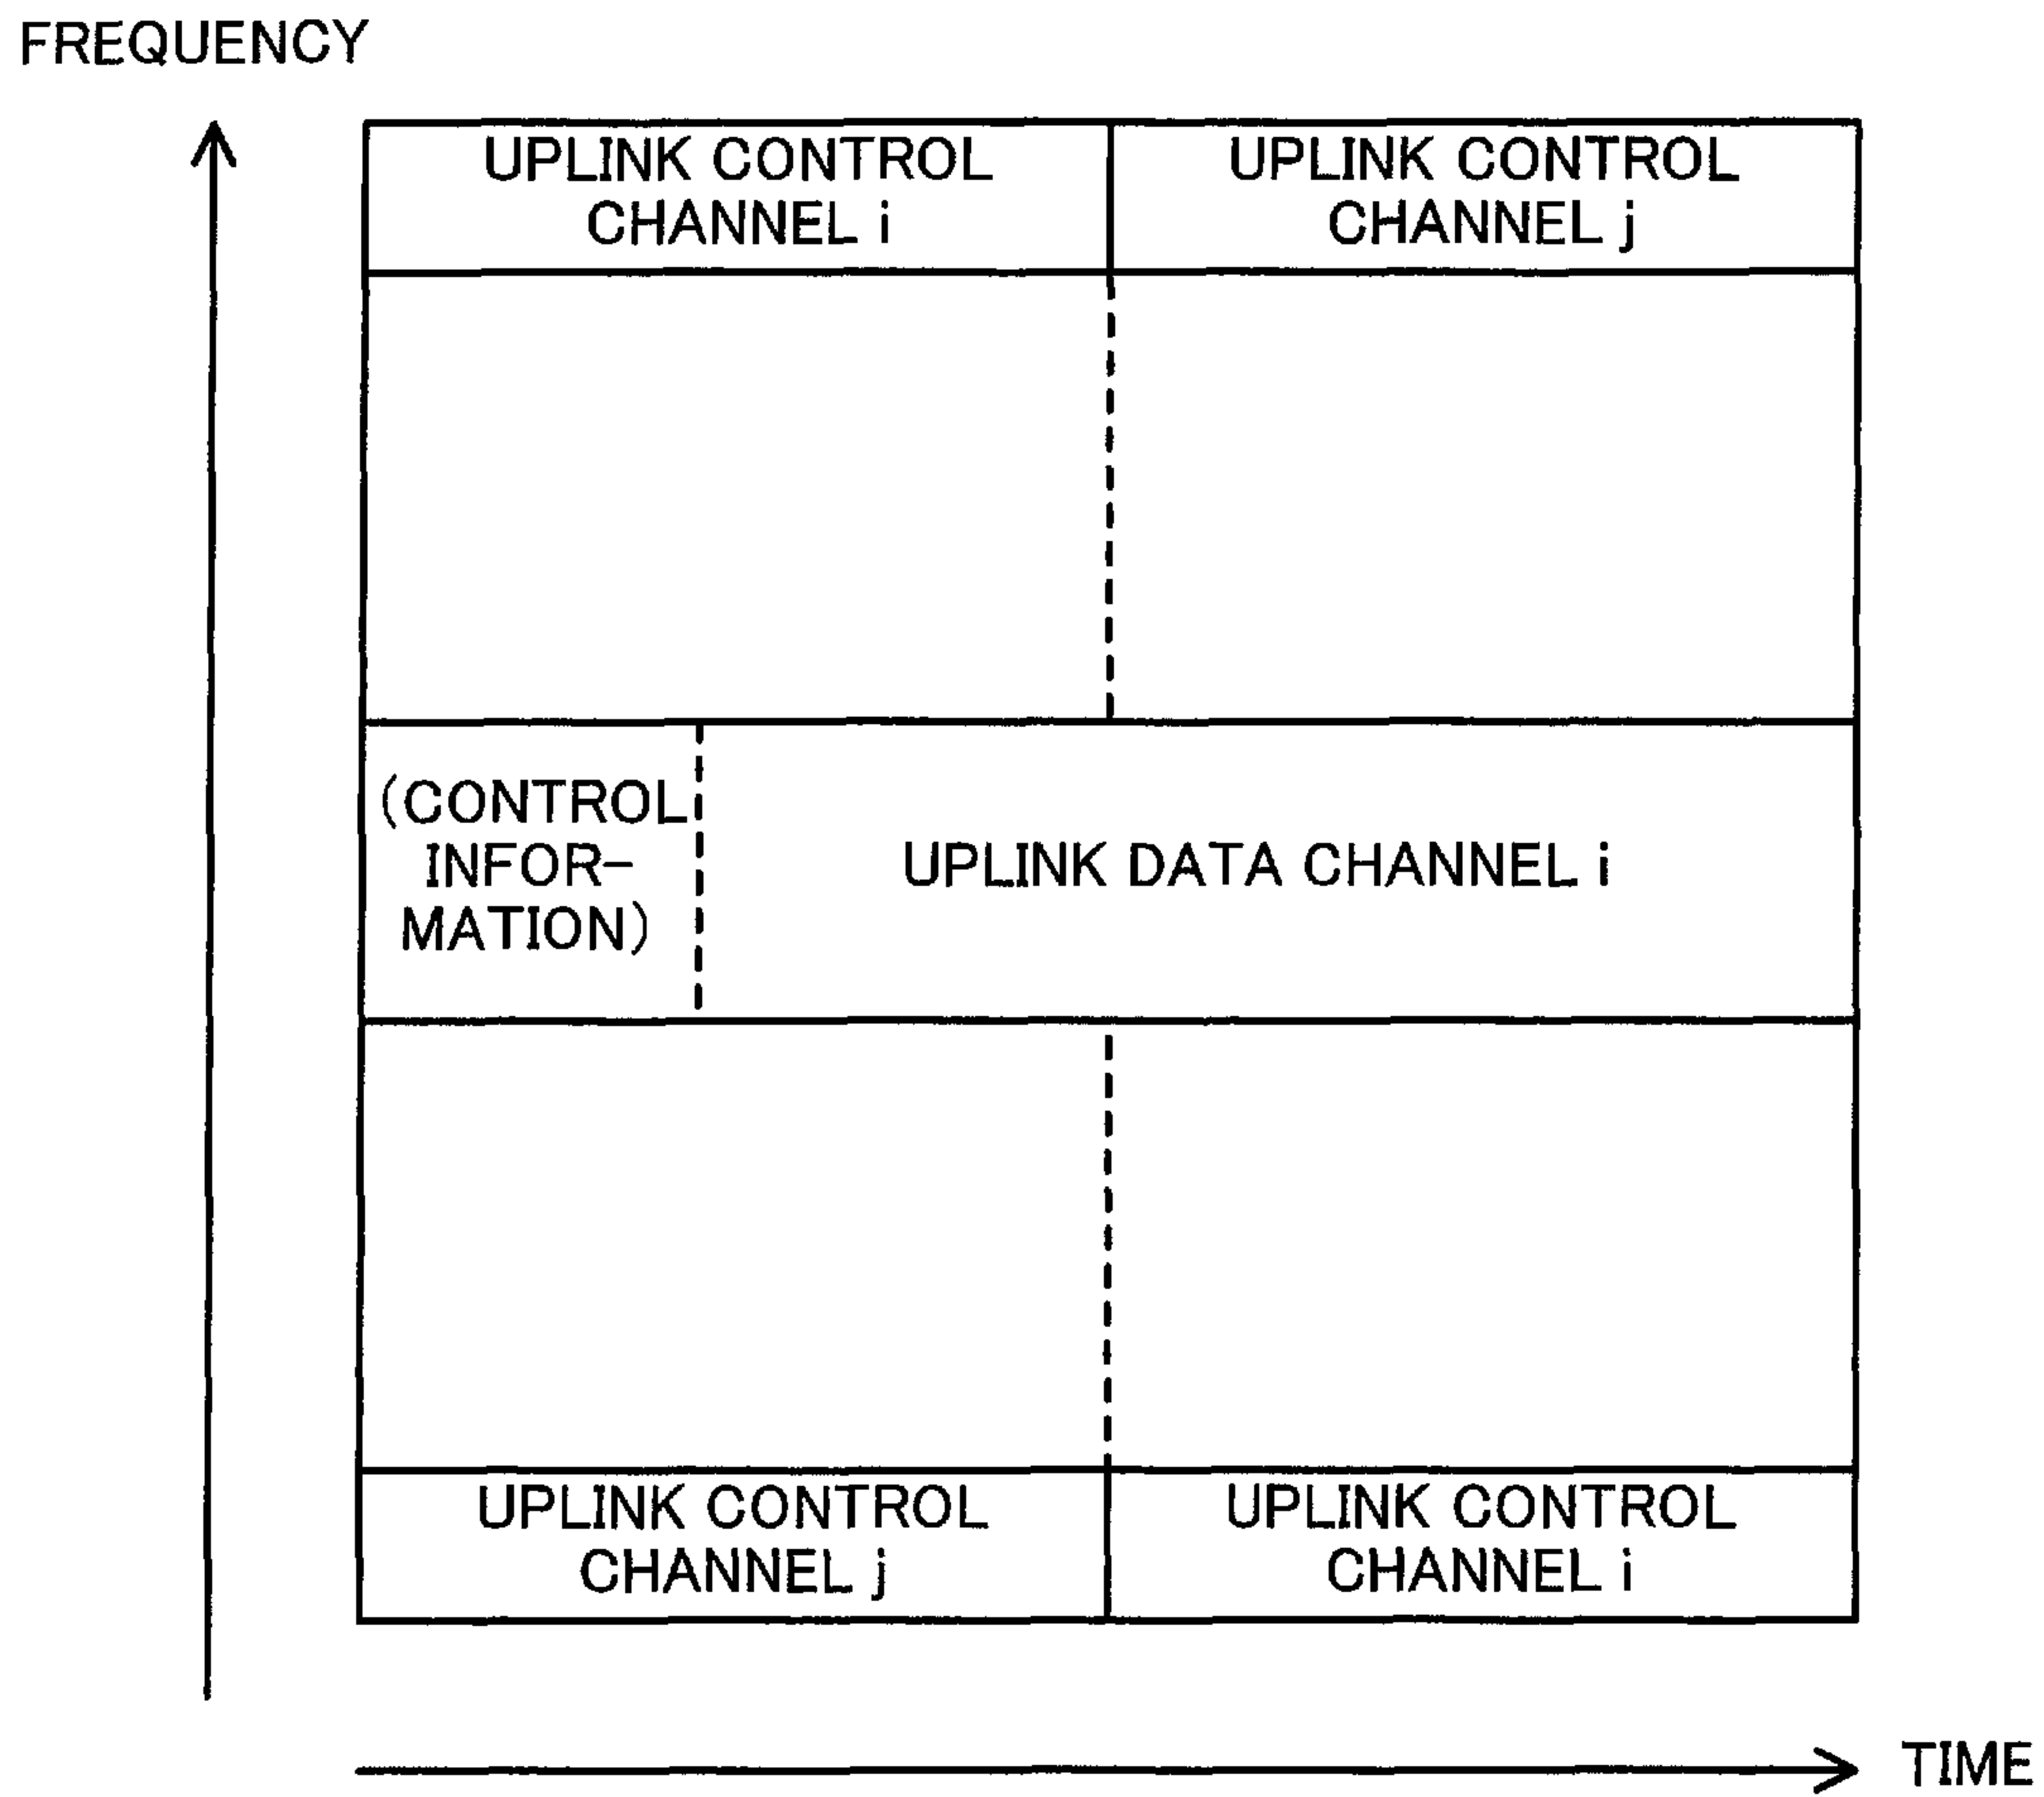 FREQUENCY
UPLINK CONTROL
CHANNEL i
UPLINK CONTROL
CHANNEL j
(CONTROL
INFOR-
MATION)
UPLINK DATA CHANNEL i
UPLINK CONTROL
CHANNEL j
UPLINK CONTROL
CHANNEL i
TIME